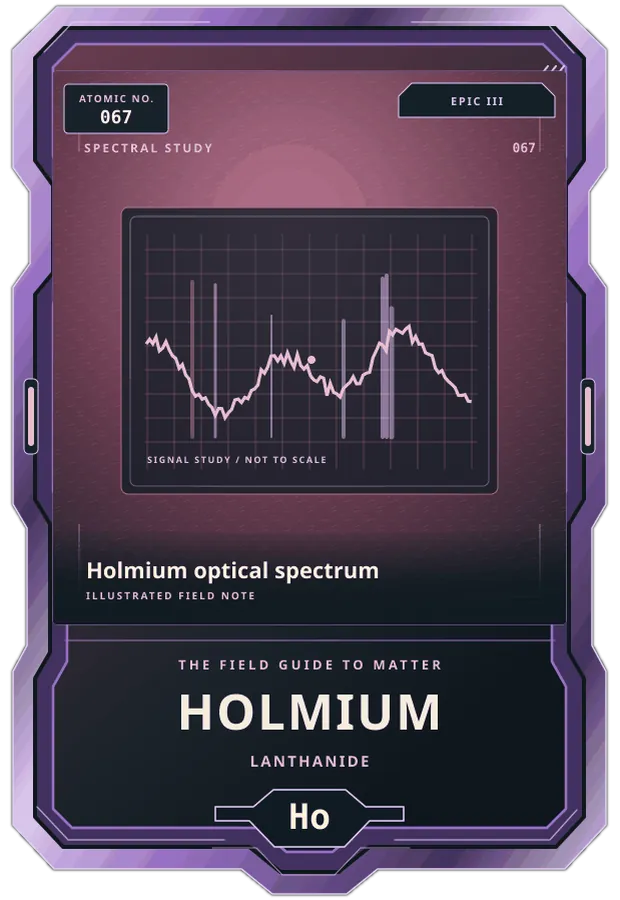 ATOMIC NO.
067
EPIC III
SPECTRAL STUDY
067
SIGNAL STUDY / NOT TO SCALE
Holmium optical spectrum
ILLUSTRATED FIELD NOTE
THE FIELD GUIDE TO MATTER
HOLMIUM
LANTHANIDE
Ho